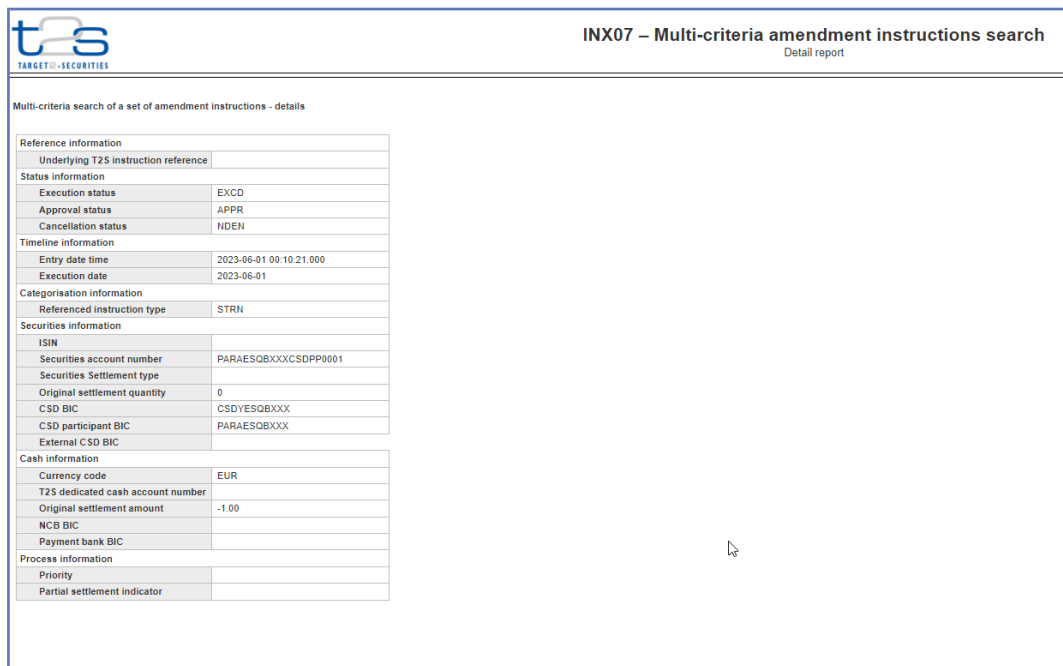 t2s
TARGET2-SECURITIES
INX07 – Multi-criteria amendment instructions search
Detail report
Multi-criteria search of a set of amendment instructions - details
Reference information
Underlying T2S instruction reference
Status information
Execution status EXCD
Approval status APPR
Cancellation status NDEN
Timeline information
Entry date time 2023-06-01 00:10:21.000
Execution date 2023-06-01
Categorisation information
Referenced instruction type STRN
Securities information
ISIN
Securities account number PARAESQBXXXCSDPP0001
Securities Settlement type
Original settlement quantity 0
CSD BIC CSDYESQBXXX
CSD participant BIC PARAESQBXXX
External CSD BIC
Cash information
Currency code EUR
T2S dedicated cash account number
Original settlement amount -1.00
NCB BIC
Payment bank BIC
Process information
Priority
Partial settlement indicator